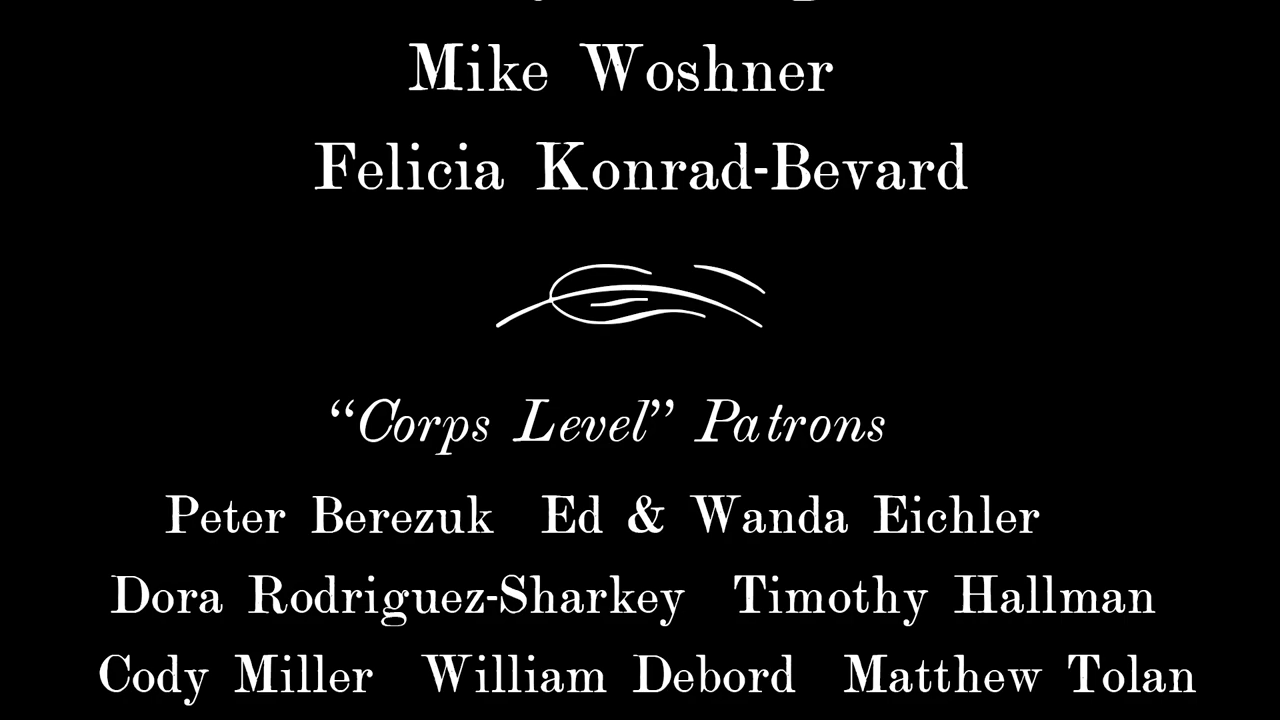 Mike Woshner
Felicia Konrad-Bevard
“Corps Level” Patrons
Peter Berezuk Ed & Wanda Eichler
Dora Rodriguez-Sharkey Timothy Hallman
Cody Miller William Debord Matthew Tolan